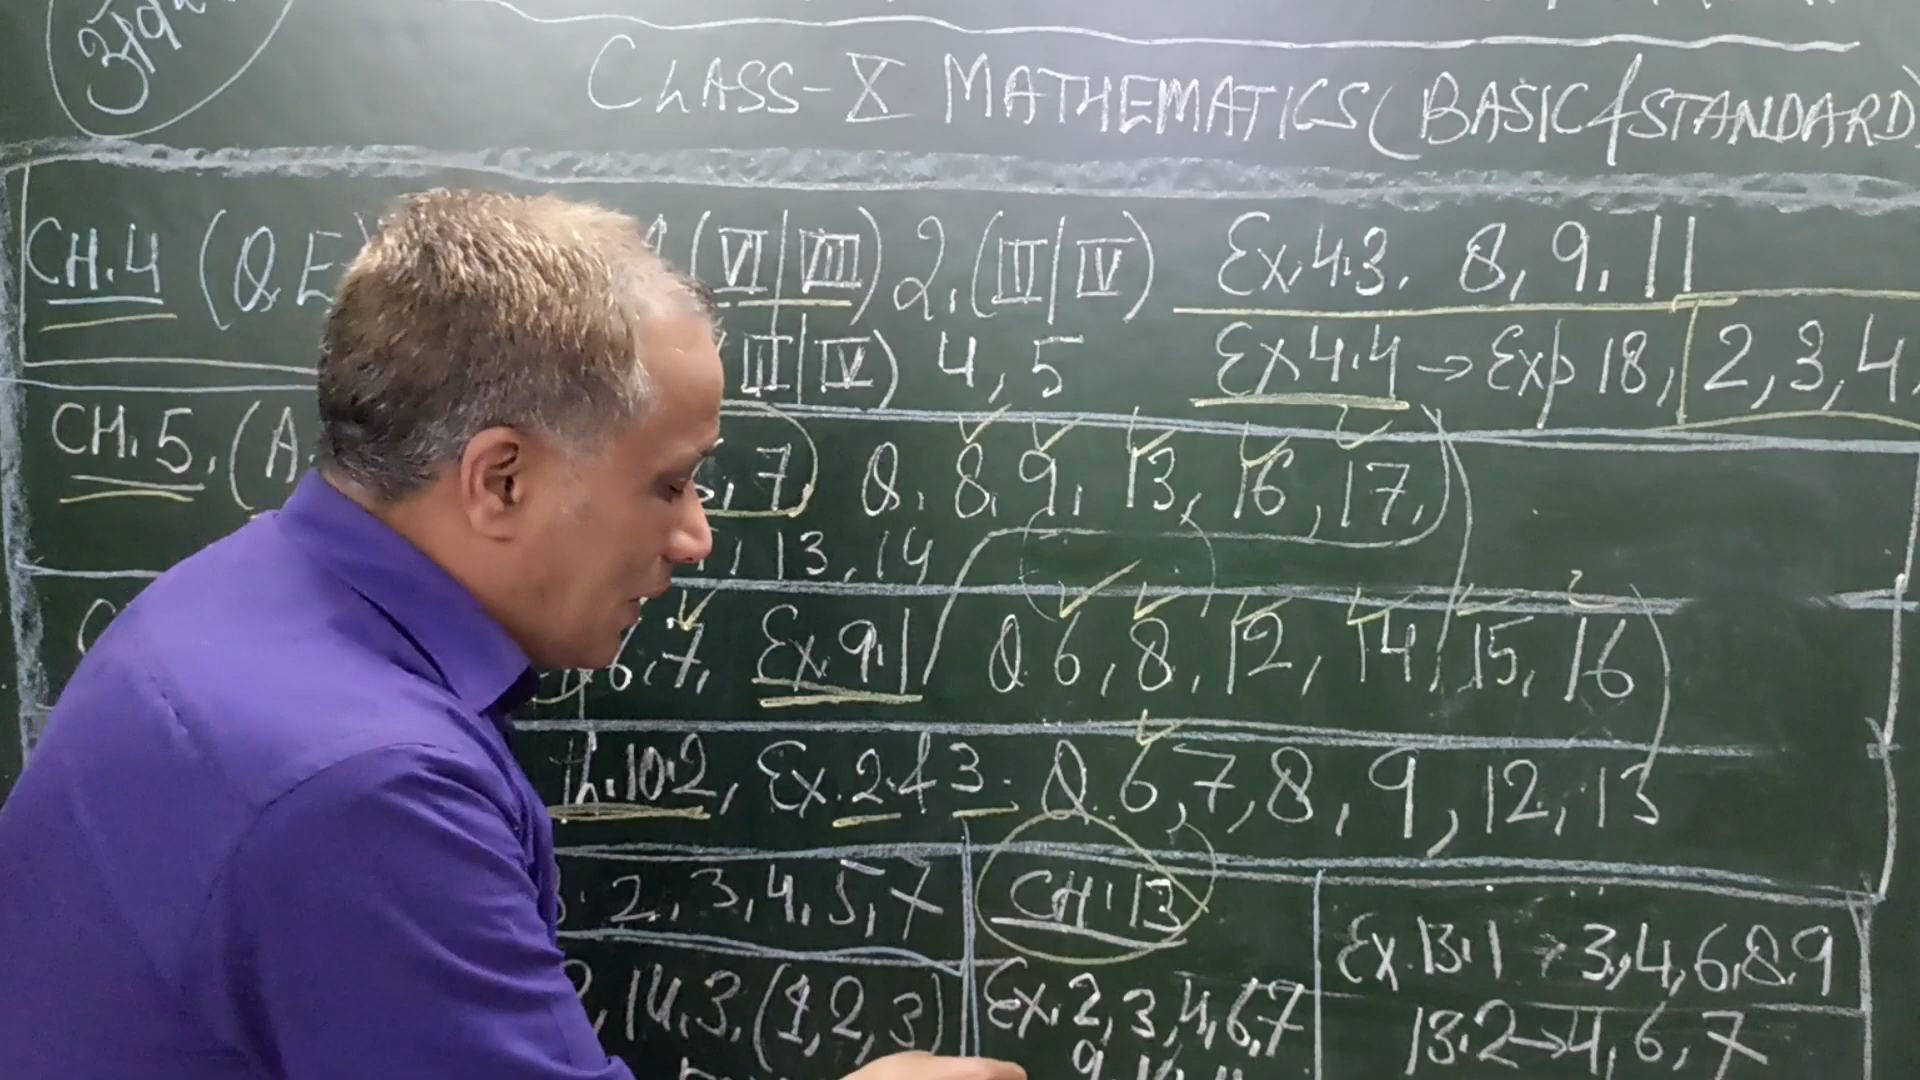 CLASS-X MATHEMATICS (BASIC & STANDARD)
CH.4 (Q.E (VI|VIII) 2.(II|IV) Ex.4.3. 8, 9, 11
(II|IV) 4, 5 Ex 4.4 → Exp 18, 2, 3, 4,
CH.5. (A. 7) Q. 8, 9, 13, 16, 17,)
13, 14
6, 7, Ex 9.1 Q 6, 8, 12, 14, 15, 16
Th. 10.2, Ex. 2 & 3. Q. 6, 7, 8, 9, 12, 13
2, 3, 4, 5, 7 CH.13
Ex. 13.1 → 3, 4, 6, 8, 9
14.3. (1, 2, 3) Ex. 2, 3, 4, 6, 7
13.2 → 4, 6, 7